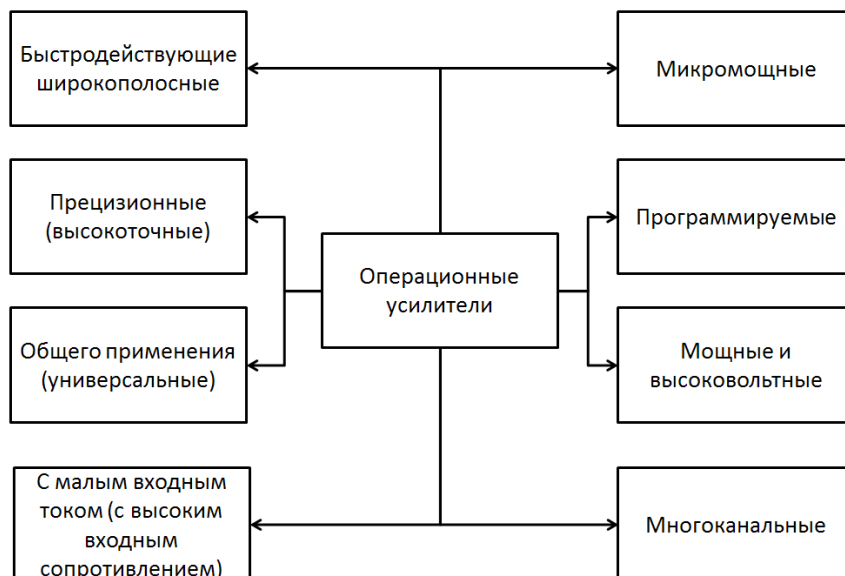 Быстродействующие
широкополосные
Микромощные
Прецизионные
(высокоточные)
Программируемые
Операционные
усилители
Общего применения
(универсальные)
Мощные и
высоковольтные
С малым входным
током (с высоким
входным
сопротивлением)
Многоканальные